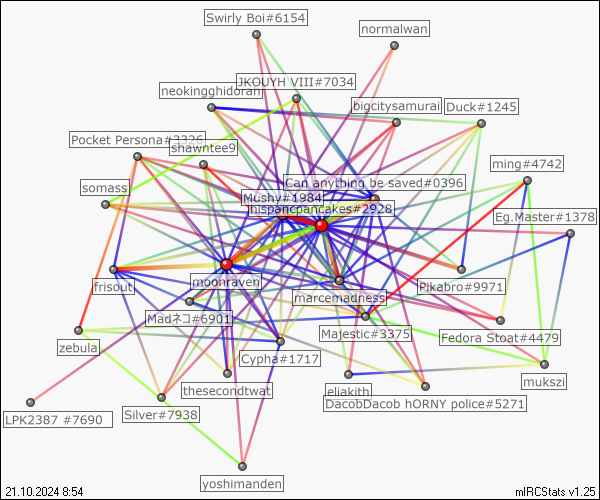 Swirly Boi#6154
normalwan
JKOUYH VIII#7034
neokingghidoran
bigcitysamurai
Duck#1245
Pocket Persona#3326
shawntee9
ming#4742
Can anything be saved#0396
somass
Mushy#1984
hispanicpancakes#2928
Eg.Master#1378
moonraven
frisout
Pikabro#9971
marcemadness
Madネコ#6901
Majestic#3375
Fedora Stoat#4479
zebula
Cypha#1717
mukszi
thesecondtwat
eliakith
DacobDacob hORNY police#5271
LPK2387 #7690
Silver#7938
yoshimanden
21.10.2024 8:54
mIRCStats v1.25